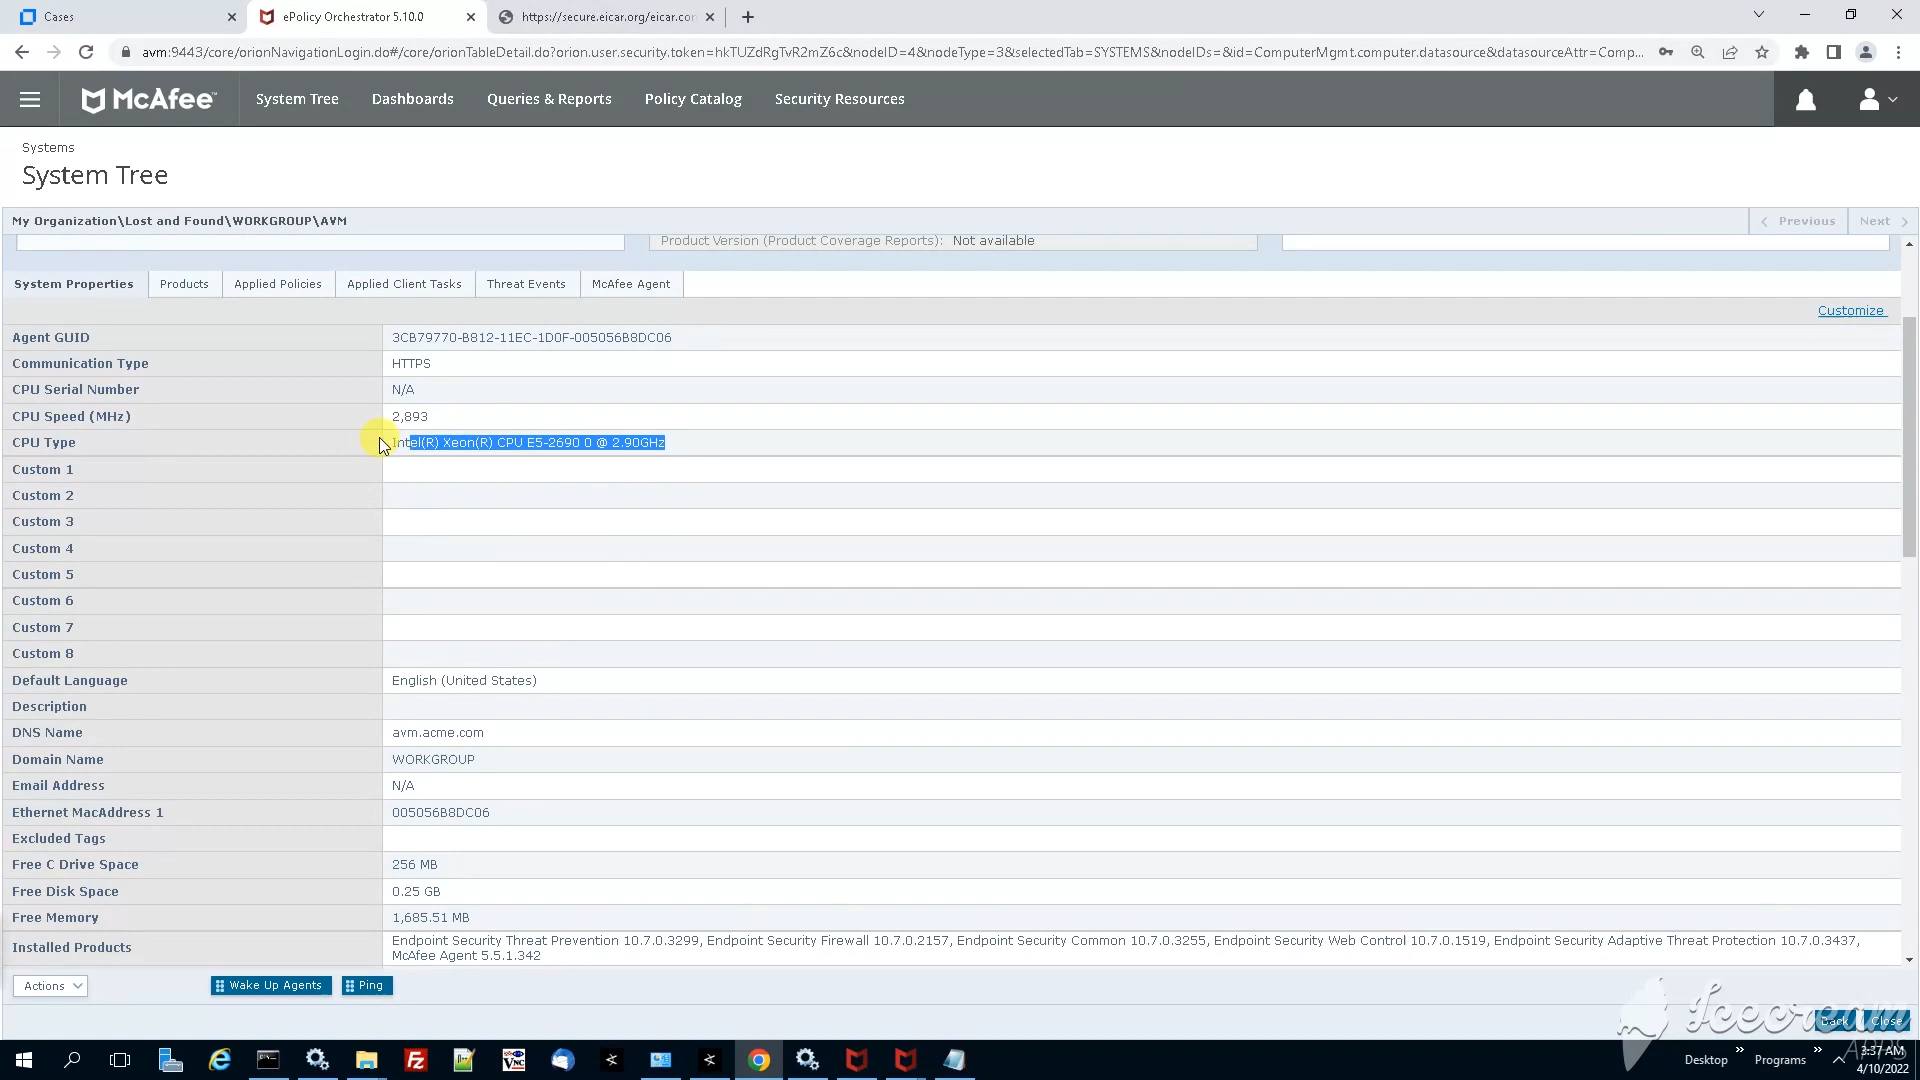 Cases
ePolicy Orchestrator 5.10.0
https://secure.eicar.org/eicar.con
avm:9443/core/orionNavigationLogin.do#/core/orionTableDetail.do?orion.user.security.token=hkTUZdRgTvR2mZ6c&nodeID=4&nodeType=3&selectedTab=SYSTEMS&nodeIDs=&id=ComputerMgmt.computer.datasource&datasourceAttr=Comp...
McAfee™
System Tree
Dashboards
Queries & Reports
Policy Catalog
Security Resources
Systems
System Tree
My Organization\Lost and Found\WORKGROUP\AVM
Previous
Next
Product Version (Product Coverage Reports): Not available
System Properties
Products
Applied Policies
Applied Client Tasks
Threat Events
McAfee Agent
Customize
Agent GUID 3CB79770-B812-11EC-1D0F-005056B8DC06
Communication Type HTTPS
CPU Serial Number N/A
CPU Speed (MHz) 2,893
CPU Type Intel(R) Xeon(R) CPU E5-2690 0 @ 2.90GHz
Custom 1
Custom 2
Custom 3
Custom 4
Custom 5
Custom 6
Custom 7
Custom 8
Default Language English (United States)
Description
DNS Name avm.acme.com
Domain Name WORKGROUP
Email Address N/A
Ethernet MacAddress 1 005056B8DC06
Excluded Tags
Free C Drive Space 256 MB
Free Disk Space 0.25 GB
Free Memory 1,685.51 MB
Installed Products Endpoint Security Threat Prevention 10.7.0.3299, Endpoint Security Firewall 10.7.0.2157, Endpoint Security Common 10.7.0.3255, Endpoint Security Web Control 10.7.0.1519, Endpoint Security Adaptive Threat Protection 10.7.0.3437,
McAfee Agent 5.5.1.342
Actions
Wake Up Agents
Ping
Icecream
APPS
Back
Close
Desktop
Programs
3:37 AM
4/10/2022